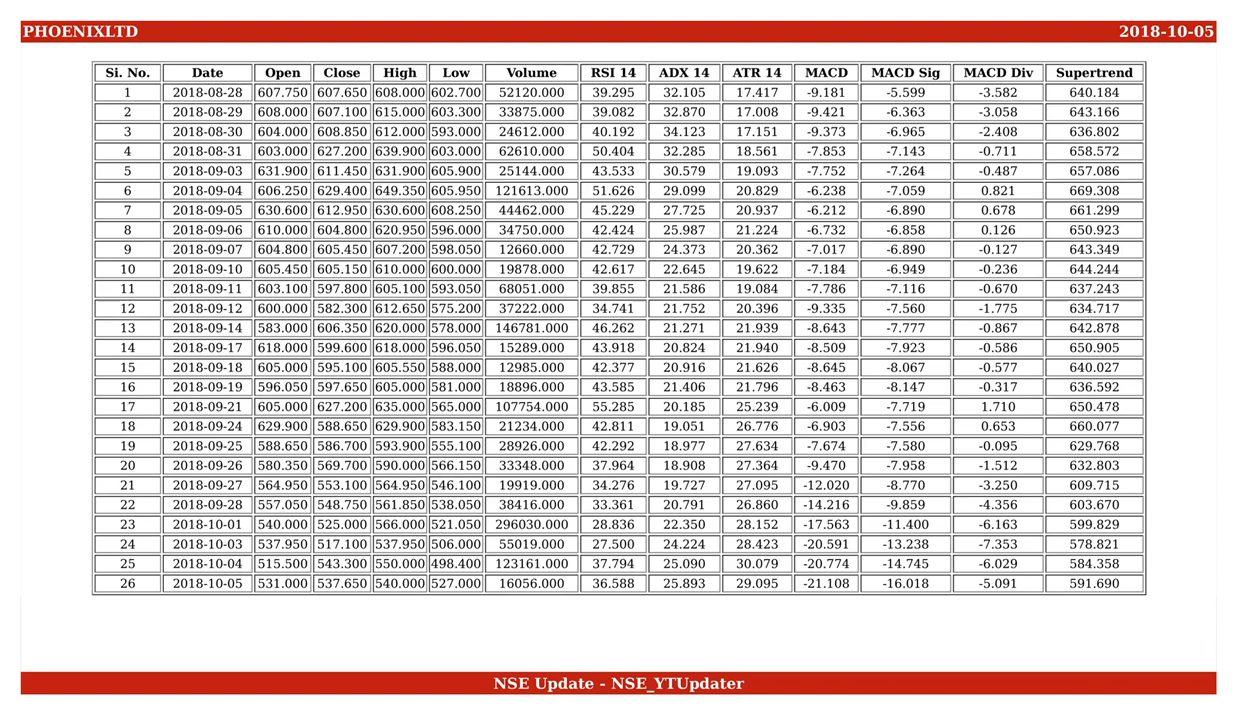 PHOENIXLTD 2018-10-05
Si. No. Date Open Close High Low Volume RSI 14 ADX 14 ATR 14 MACD MACD Sig MACD Div Supertrend
1 2018-08-28 607.750 607.650 608.000 602.700 52120.000 39.295 32.105 17.417 -9.181 -5.599 -3.582 640.184
2 2018-08-29 608.000 607.100 615.000 603.300 33875.000 39.082 32.870 17.008 -9.421 -6.363 -3.058 643.166
3 2018-08-30 604.000 608.850 612.000 593.000 24612.000 40.192 34.123 17.151 -9.373 -6.965 -2.408 636.802
4 2018-08-31 603.000 627.200 639.900 603.000 62610.000 50.404 32.285 18.561 -7.853 -7.143 -0.711 658.572
5 2018-09-03 631.900 611.450 631.900 605.900 25144.000 43.533 30.579 19.093 -7.752 -7.264 -0.487 657.086
6 2018-09-04 606.250 629.400 649.350 605.950 121613.000 51.626 29.099 20.829 -6.238 -7.059 0.821 669.308
7 2018-09-05 630.600 612.950 630.600 608.250 44462.000 45.229 27.725 20.937 -6.212 -6.890 0.678 661.299
8 2018-09-06 610.000 604.800 620.950 596.000 34750.000 42.424 25.987 21.224 -6.732 -6.858 0.126 650.923
9 2018-09-07 604.800 605.450 607.200 598.050 12660.000 42.729 24.373 20.362 -7.017 -6.890 -0.127 643.349
10 2018-09-10 605.450 605.150 610.000 600.000 19878.000 42.617 22.645 19.622 -7.184 -6.949 -0.236 644.244
11 2018-09-11 603.100 597.800 605.100 593.050 68051.000 39.855 21.586 19.084 -7.786 -7.116 -0.670 637.243
12 2018-09-12 600.000 582.300 612.650 575.200 37222.000 34.741 21.752 20.396 -9.335 -7.560 -1.775 634.717
13 2018-09-14 583.000 606.350 620.000 578.000 146781.000 46.262 21.271 21.939 -8.643 -7.777 -0.867 642.878
14 2018-09-17 618.000 599.600 618.000 596.050 15289.000 43.918 20.824 21.940 -8.509 -7.923 -0.586 650.905
15 2018-09-18 605.000 595.100 605.550 588.000 12985.000 42.377 20.916 21.626 -8.645 -8.067 -0.577 640.027
16 2018-09-19 596.050 597.650 605.000 581.000 18896.000 43.585 21.406 21.796 -8.463 -8.147 -0.317 636.592
17 2018-09-21 605.000 627.200 635.000 565.000 107754.000 55.285 20.185 25.239 -6.009 -7.719 1.710 650.478
18 2018-09-24 629.900 588.650 629.900 583.150 21234.000 42.811 19.051 26.776 -6.903 -7.556 0.653 660.077
19 2018-09-25 588.650 586.700 593.900 555.100 28926.000 42.292 18.977 27.634 -7.674 -7.580 -0.095 629.768
20 2018-09-26 580.350 569.700 590.000 566.150 33348.000 37.964 18.908 27.364 -9.470 -7.958 -1.512 632.803
21 2018-09-27 564.950 553.100 564.950 546.100 19919.000 34.276 19.727 27.095 -12.020 -8.770 -3.250 609.715
22 2018-09-28 557.050 548.750 561.850 538.050 38416.000 33.361 20.791 26.860 -14.216 -9.859 -4.356 603.670
23 2018-10-01 540.000 525.000 566.000 521.050 296030.000 28.836 22.350 28.152 -17.563 -11.400 -6.163 599.829
24 2018-10-03 537.950 517.100 537.950 506.000 55019.000 27.500 24.224 28.423 -20.591 -13.238 -7.353 578.821
25 2018-10-04 515.500 543.300 550.000 498.400 123161.000 37.794 25.090 30.079 -20.774 -14.745 -6.029 584.358
26 2018-10-05 531.000 537.650 540.000 527.000 16056.000 36.588 25.893 29.095 -21.108 -16.018 -5.091 591.690
NSE Update - NSE_YTUpdater